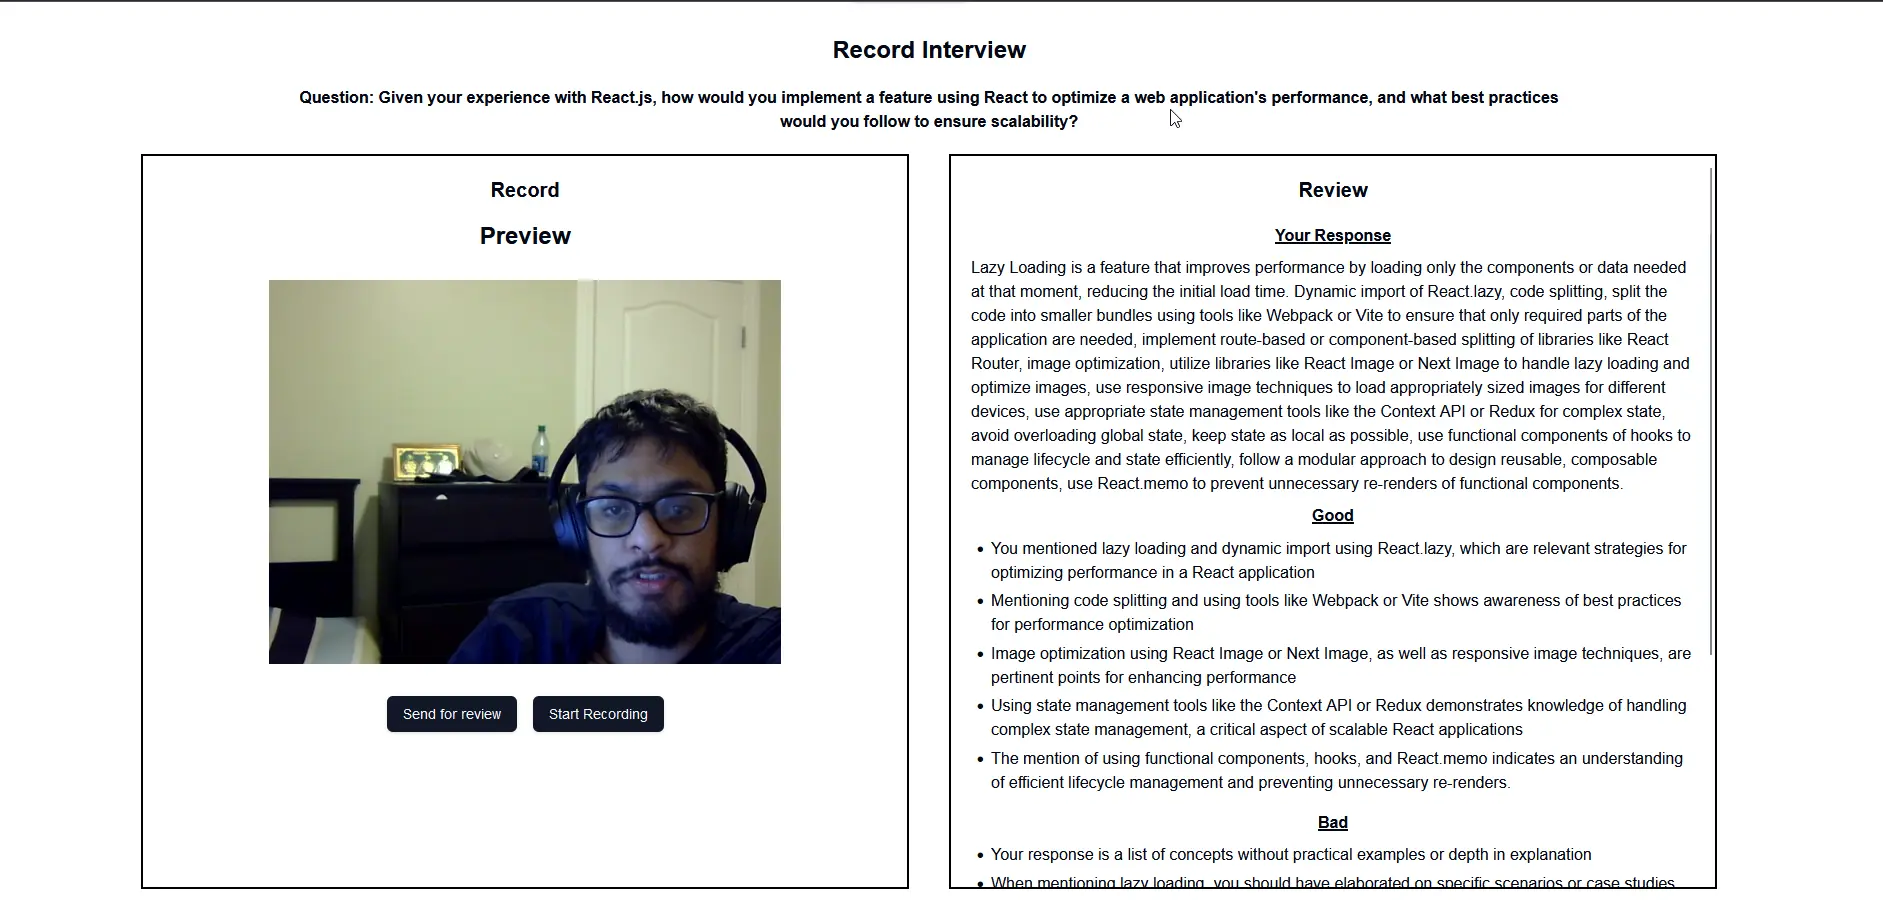 Record Interview
Question: Given your experience with React.js, how would you implement a feature using React to optimize a web application's performance, and what best practices
would you follow to ensure scalability?
Record
Preview
Send for review
Start Recording
Review
Your Response
Lazy Loading is a feature that improves performance by loading only the components or data needed
at that moment, reducing the initial load time. Dynamic import of React.lazy, code splitting, split the
code into smaller bundles using tools like Webpack or Vite to ensure that only required parts of the
application are needed, implement route-based or component-based splitting of libraries like React
Router, image optimization, utilize libraries like React Image or Next Image to handle lazy loading and
optimize images, use responsive image techniques to load appropriately sized images for different
devices, use appropriate state management tools like the Context API or Redux for complex state,
avoid overloading global state, keep state as local as possible, use functional components of hooks to
manage lifecycle and state efficiently, follow a modular approach to design reusable, composable
components, use React.memo to prevent unnecessary re-renders of functional components.
Good
• You mentioned lazy loading and dynamic import using React.lazy, which are relevant strategies for
optimizing performance in a React application
• Mentioning code splitting and using tools like Webpack or Vite shows awareness of best practices
for performance optimization
• Image optimization using React Image or Next Image, as well as responsive image techniques, are
pertinent points for enhancing performance
• Using state management tools like the Context API or Redux demonstrates knowledge of handling
complex state management, a critical aspect of scalable React applications
• The mention of using functional components, hooks, and React.memo indicates an understanding
of efficient lifecycle management and preventing unnecessary re-renders.
Bad
• Your response is a list of concepts without practical examples or depth in explanation
• When mentioning lazy loading, you should have elaborated on specific scenarios or case studies